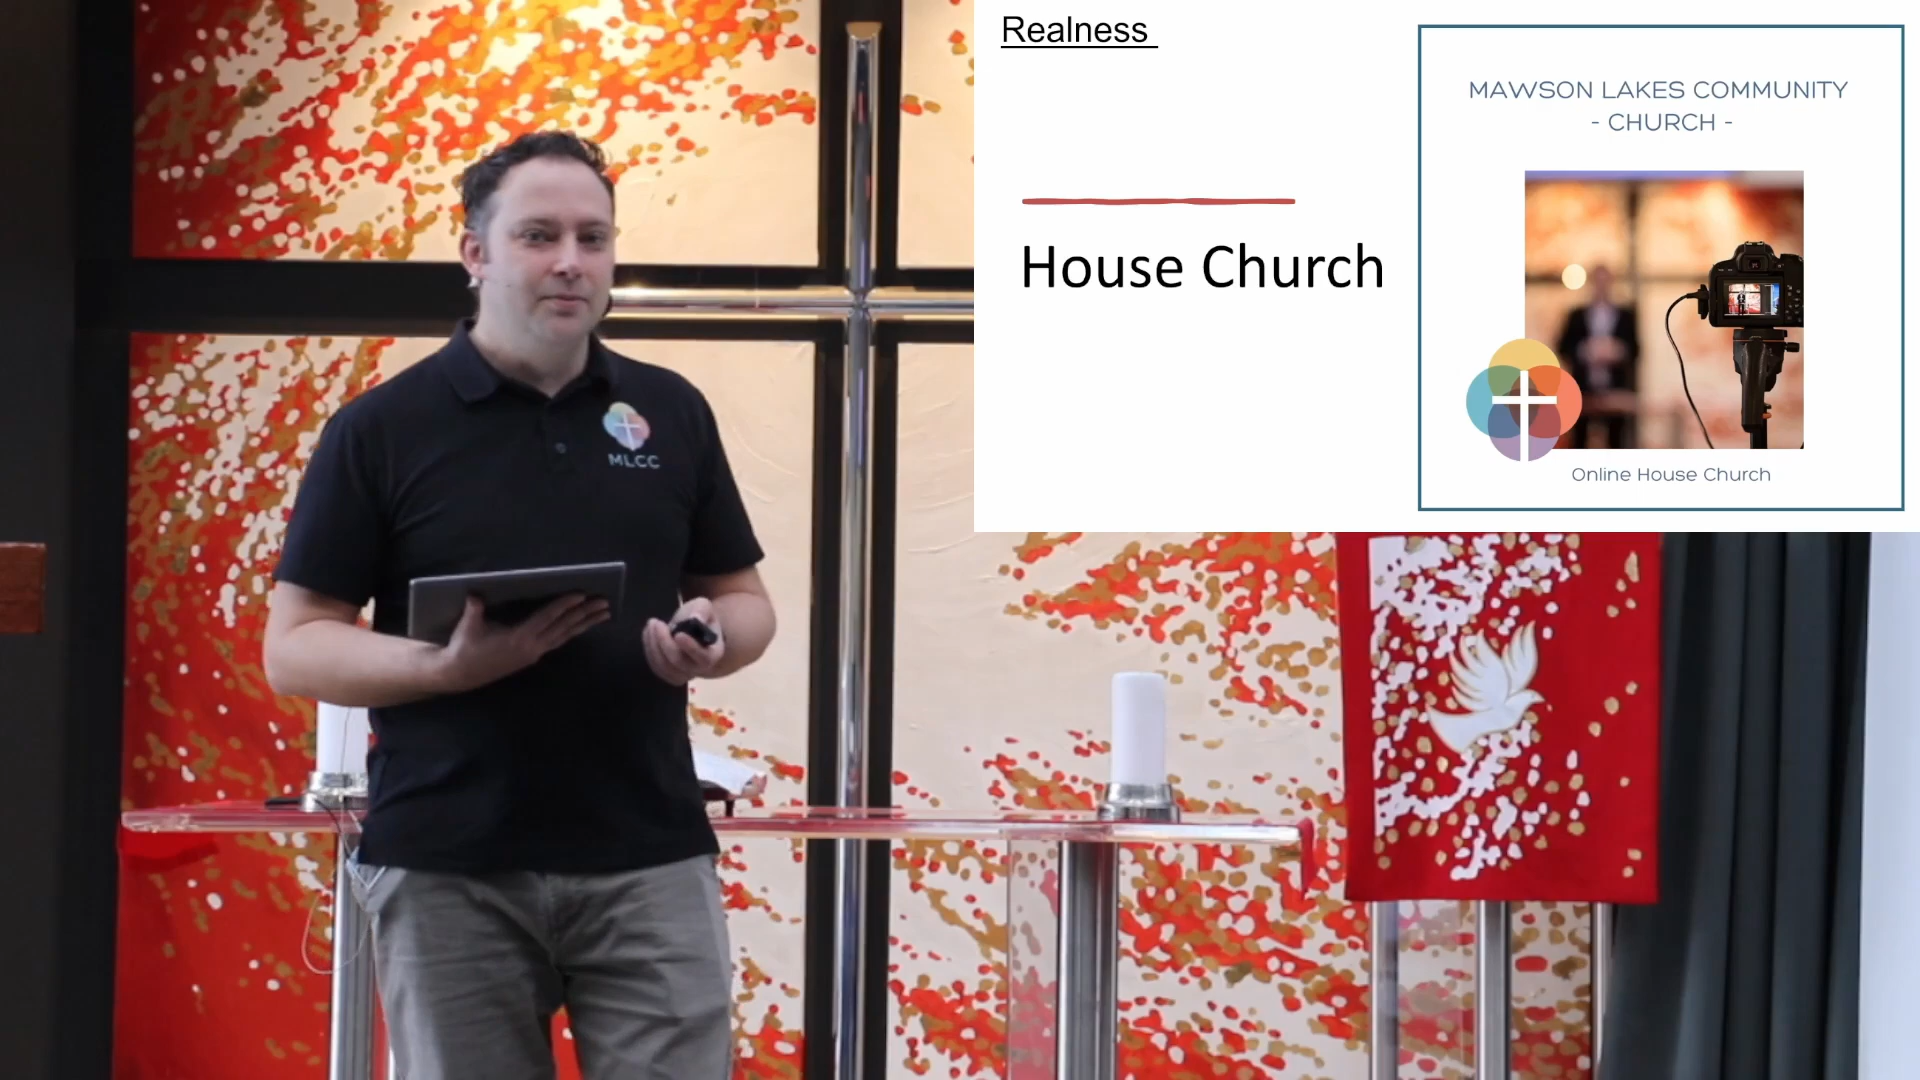 Realness
MAWSON LAKES COMMUNITY
- CHURCH -
House Church
Online House Church
MLCC